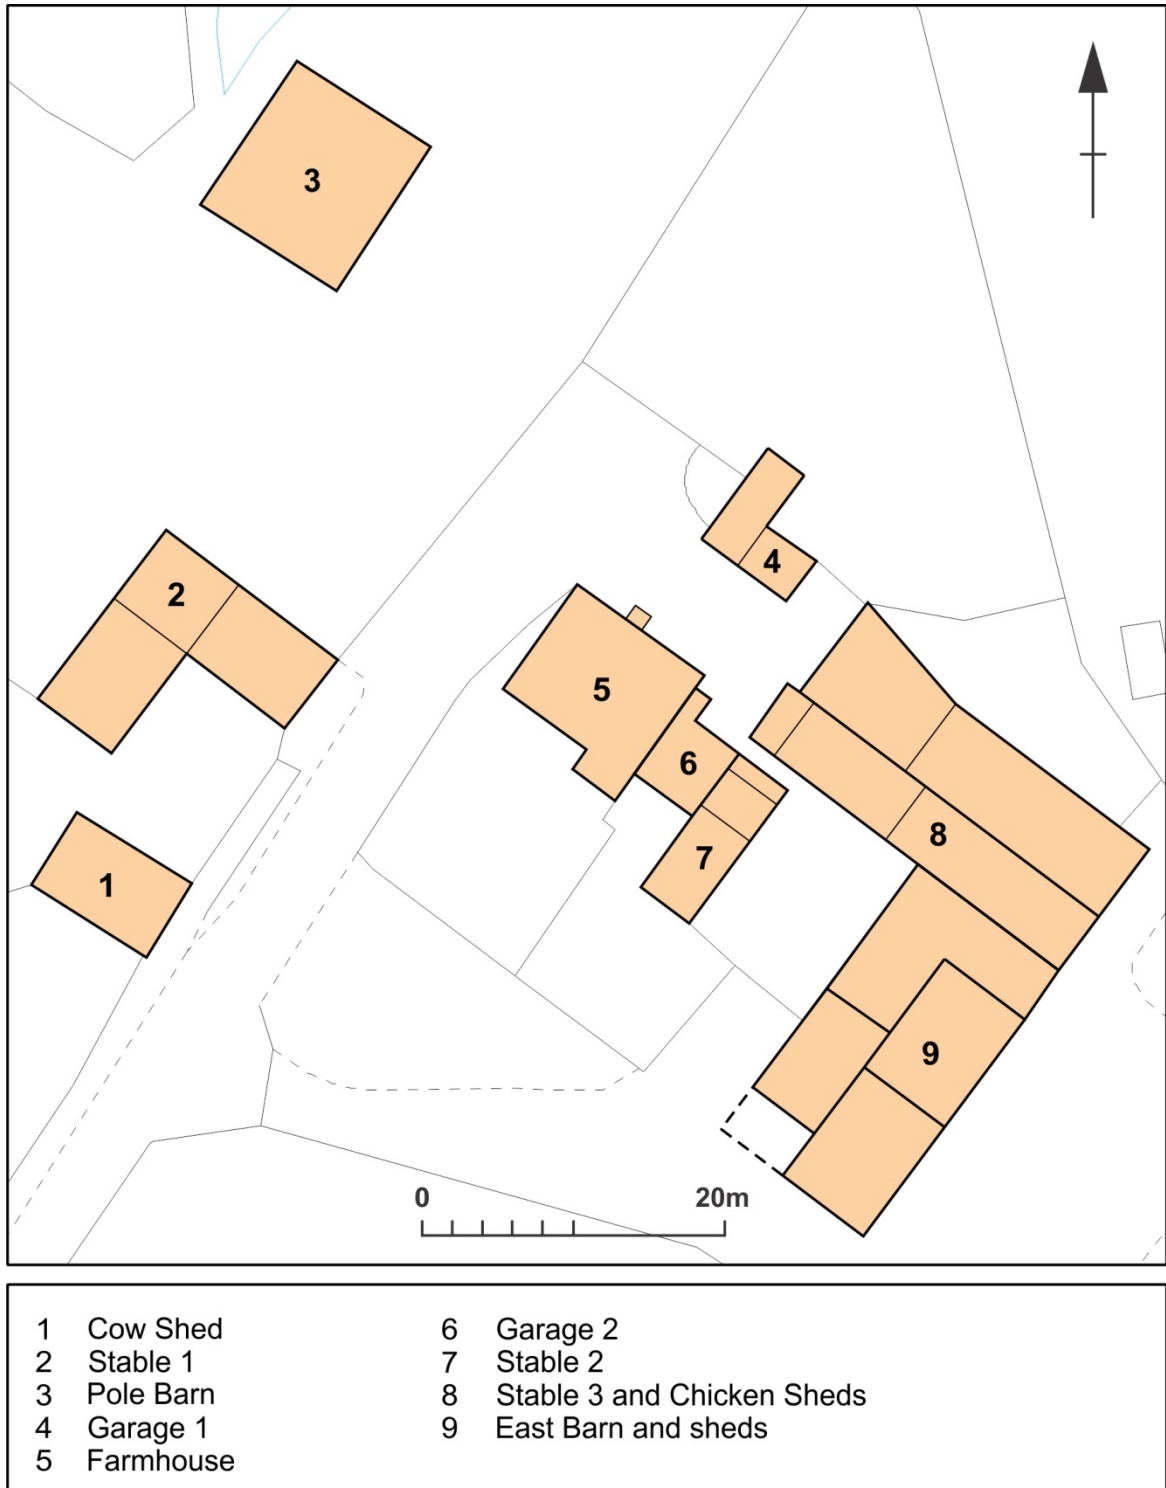 3
4
2
5
6
8
7
1
9
0 20m
1 Cow Shed
2 Stable 1
3 Pole Barn
4 Garage 1
5 Farmhouse
6 Garage 2
7 Stable 2
8 Stable 3 and Chicken Sheds
9 East Barn and sheds